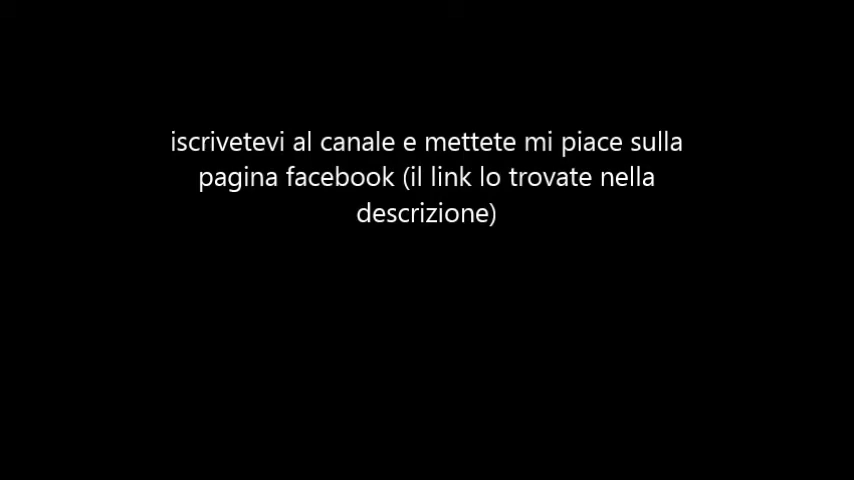 iscrivetevi al canale e mettete mi piace sulla
pagina facebook (il link lo trovate nella
descrizione)